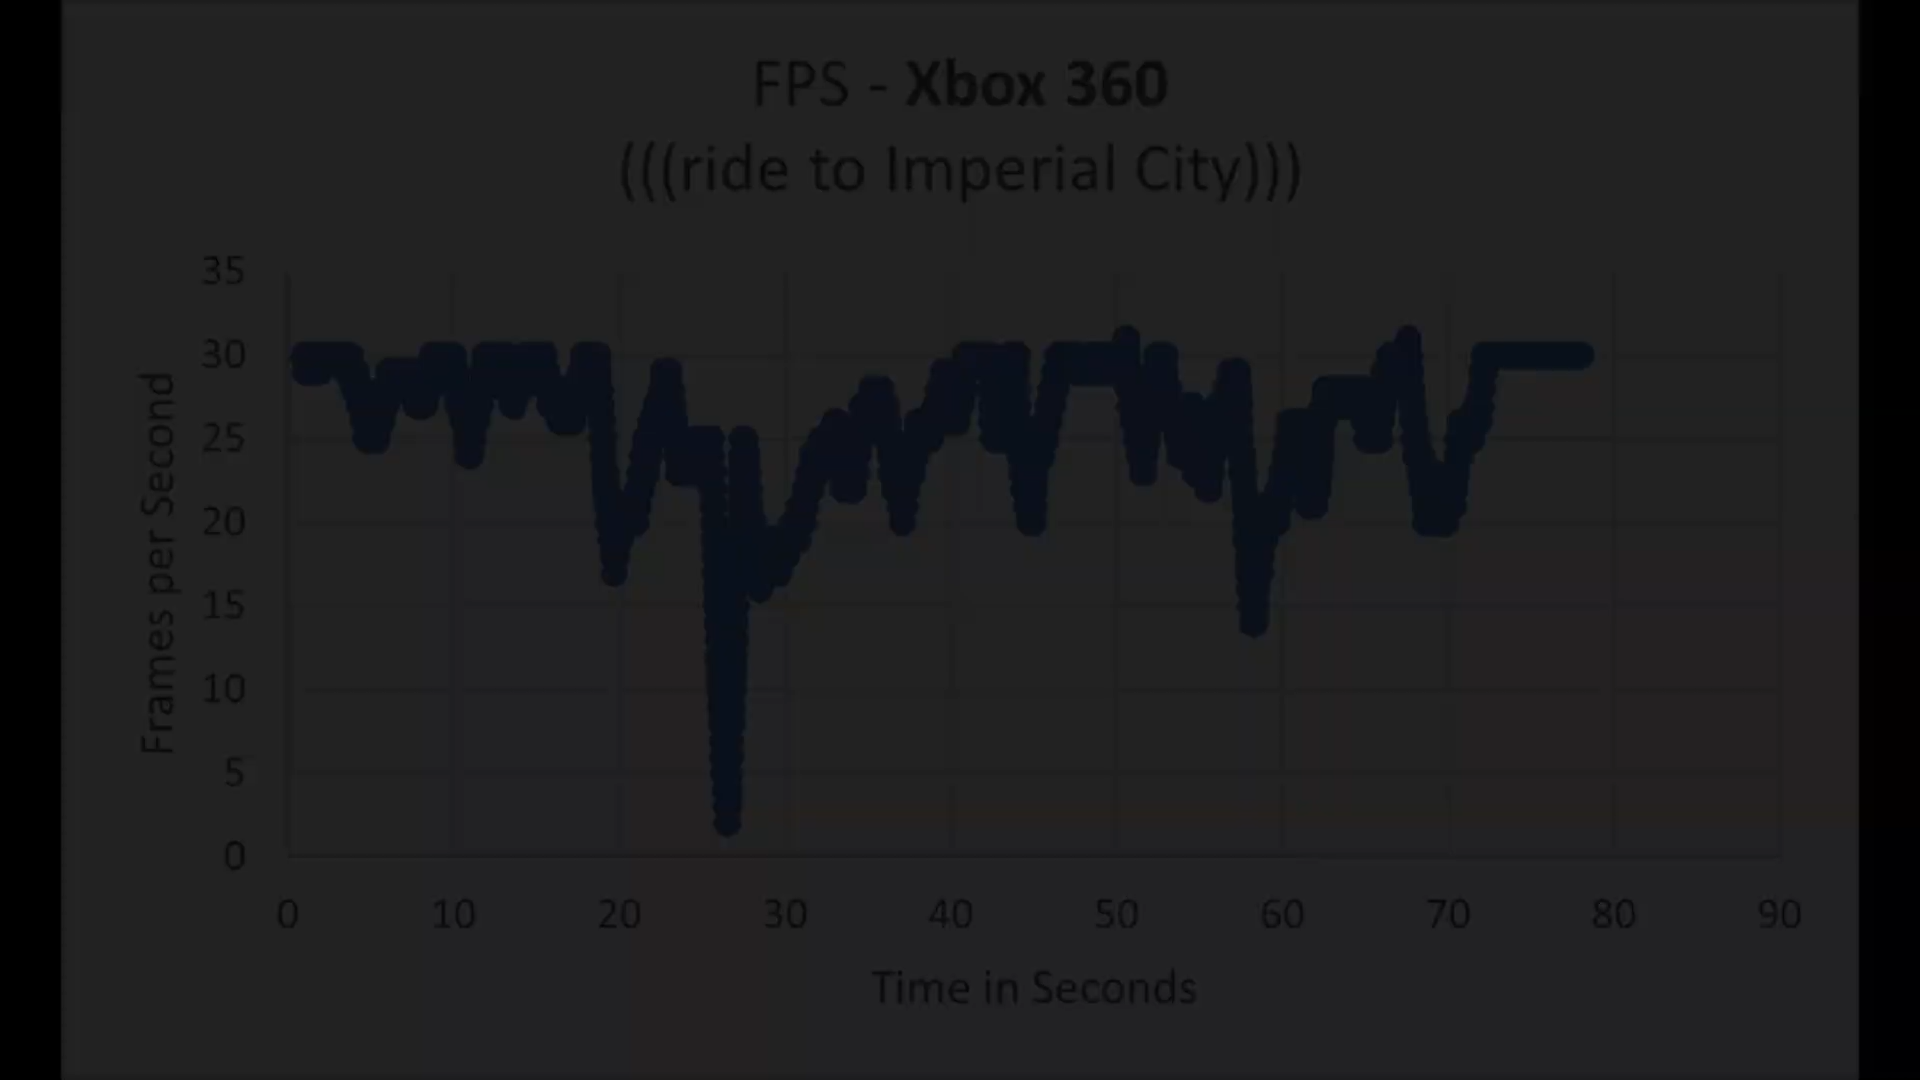 FPS - Xbox 360
(((ride to Imperial City)))
35
30
25
20
15
10
5
0
Frames per Second
0 10 20 30 40 50 60 70 80 90
Time in Seconds